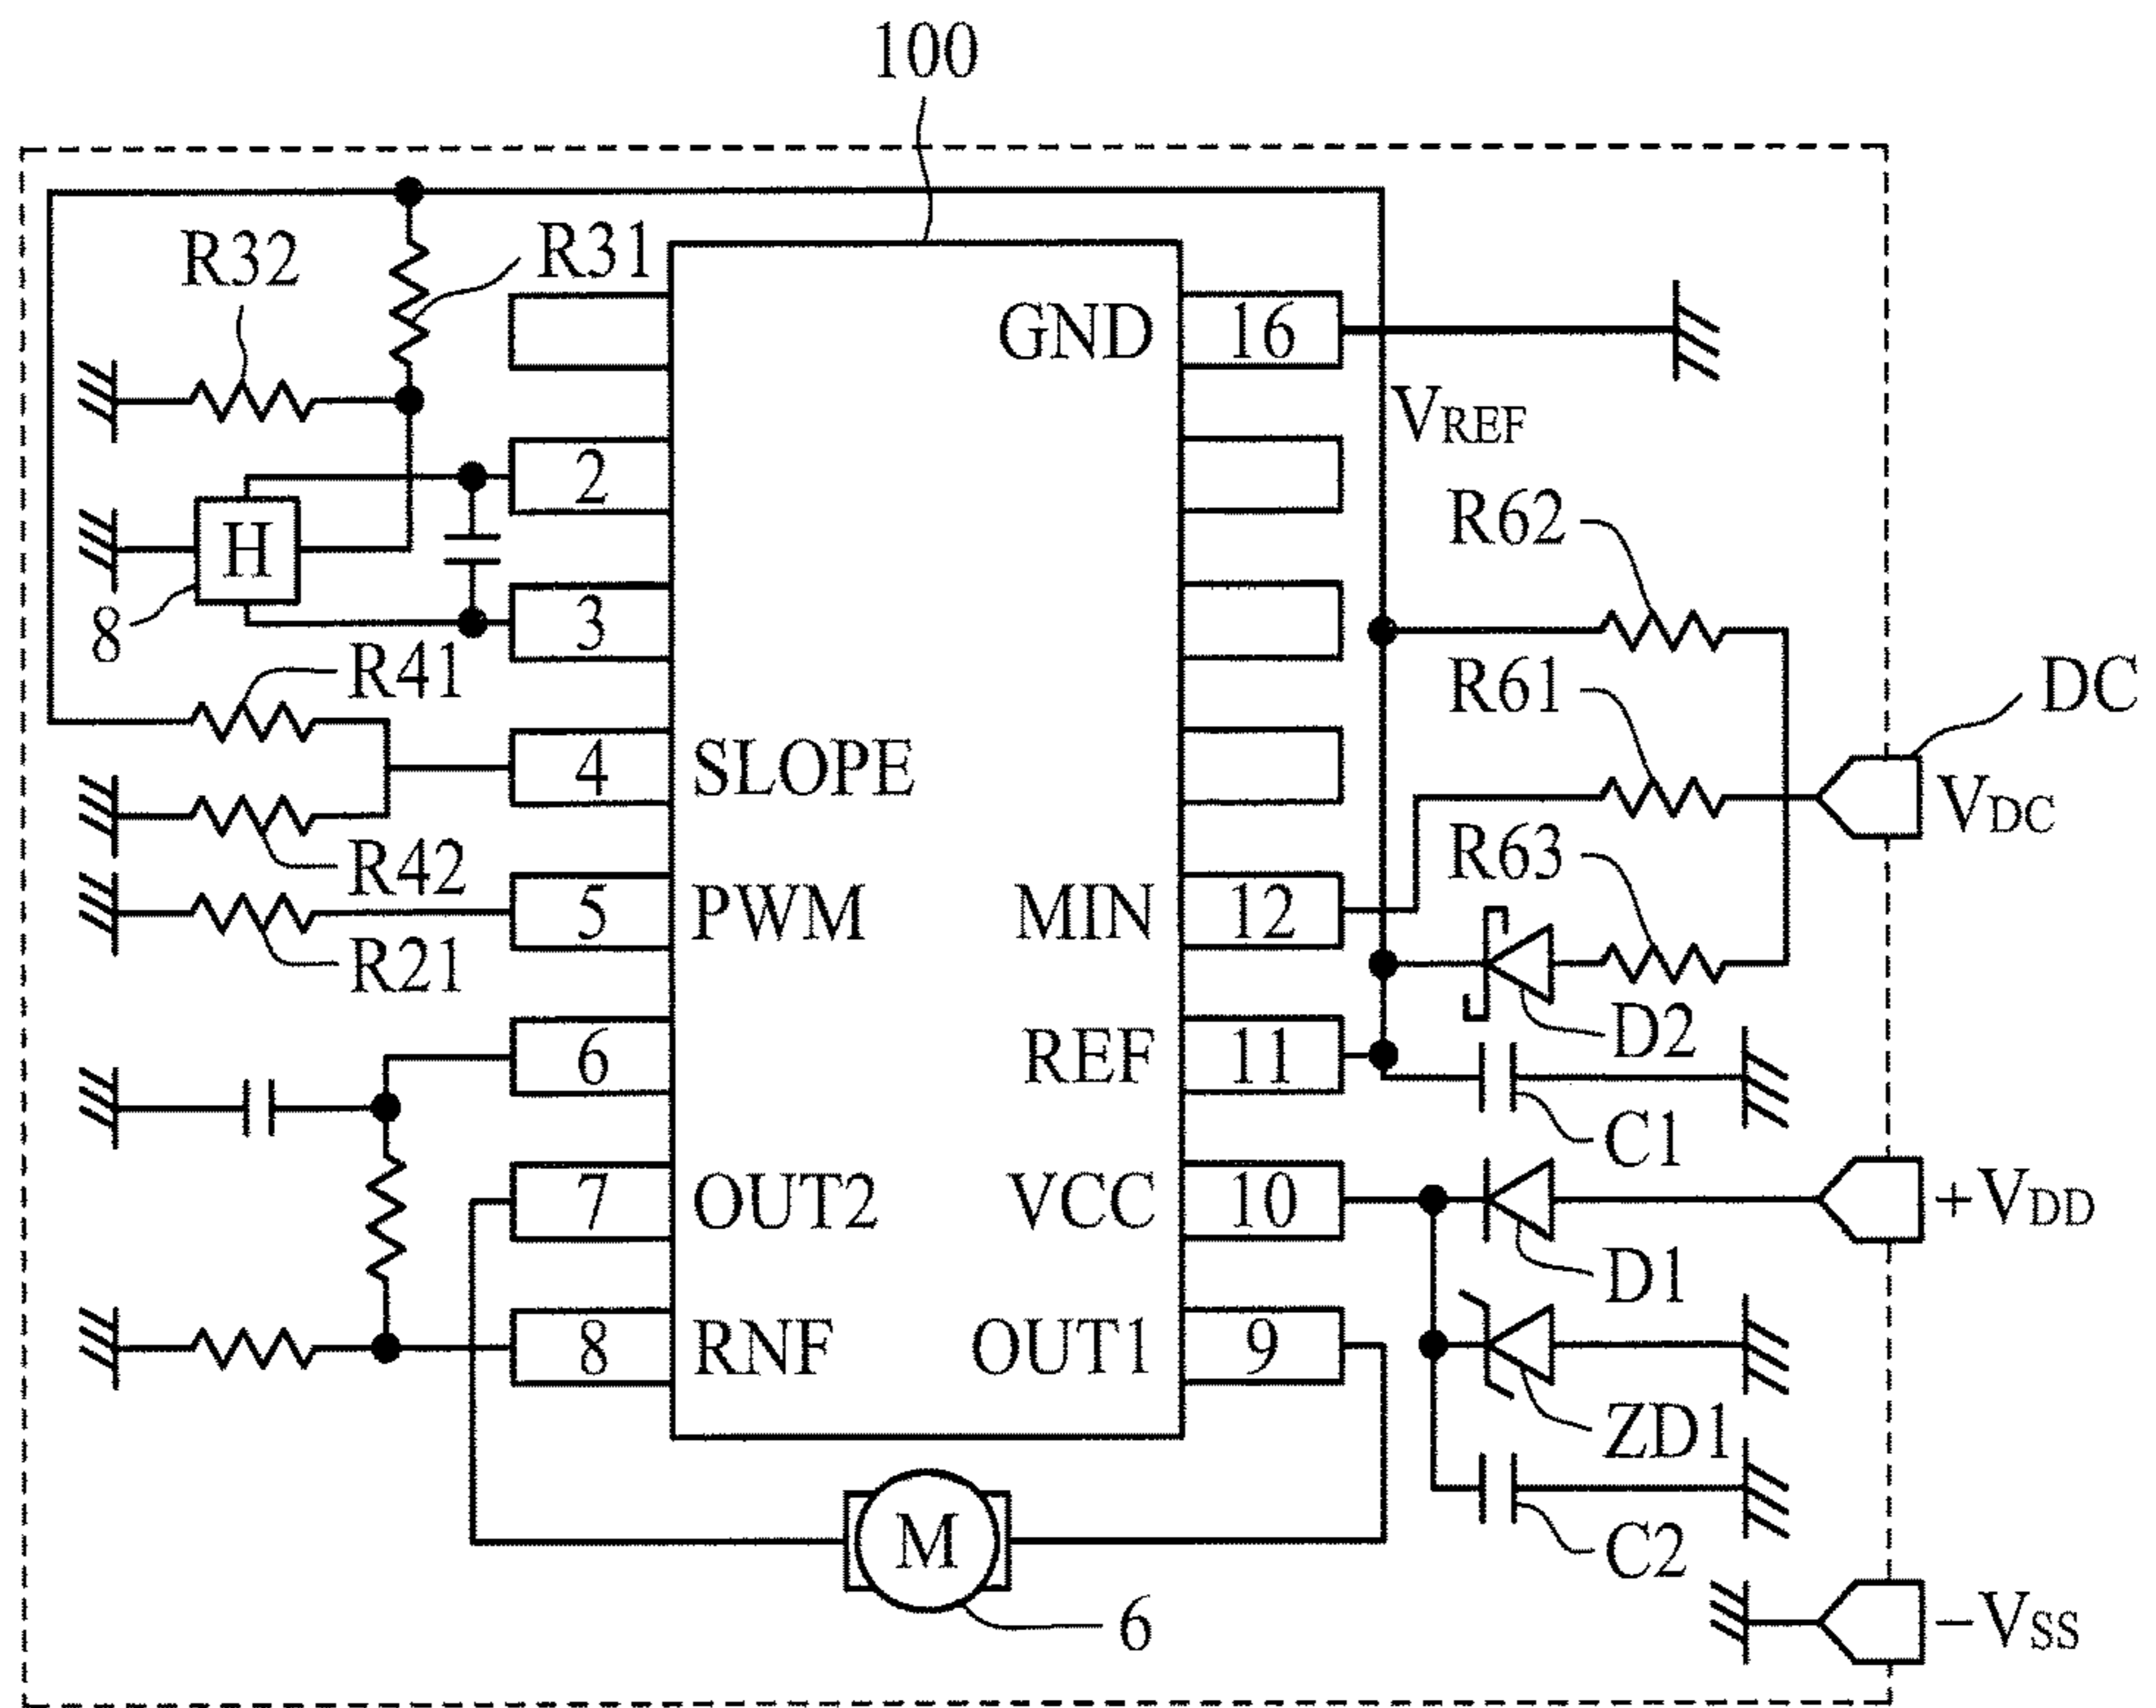 100
R32
R31
GND
16
VREF
2
R62
H
8
3
R61
DC
R41
4
SLOPE
VDC
R42
R63
5
PWM
MIN
12
R21
D2
6
REF
11
C1
7
OUT2
VCC
10
+VDD
D1
8
RNF
OUT1
9
ZD1
M
C2
6
−VSS